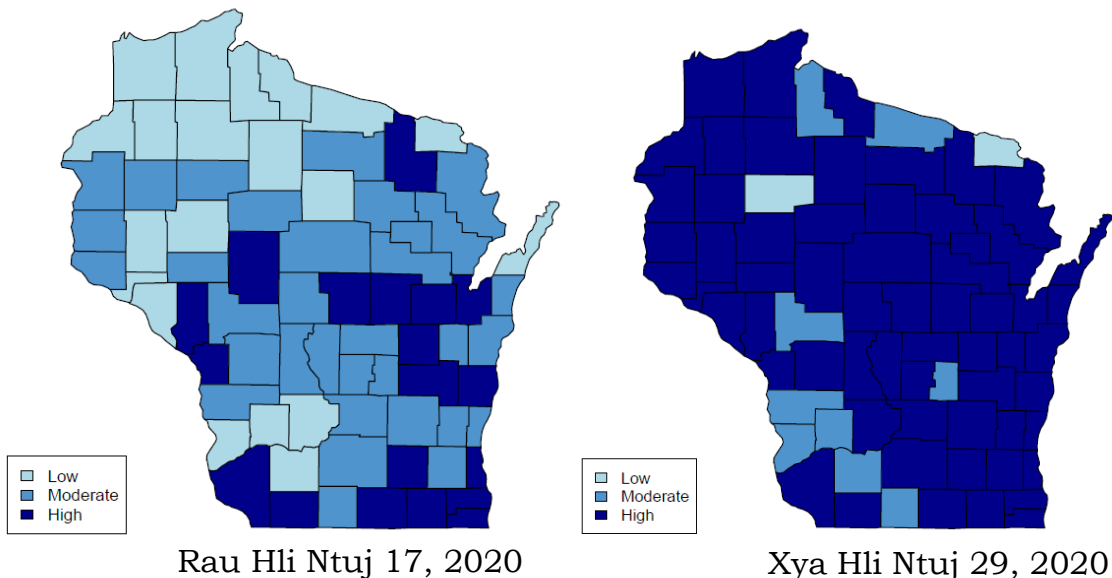 Low
Moderate
High
Rau Hli Ntuj 17, 2020
Low
Moderate
High
Xya Hli Ntuj 29, 2020